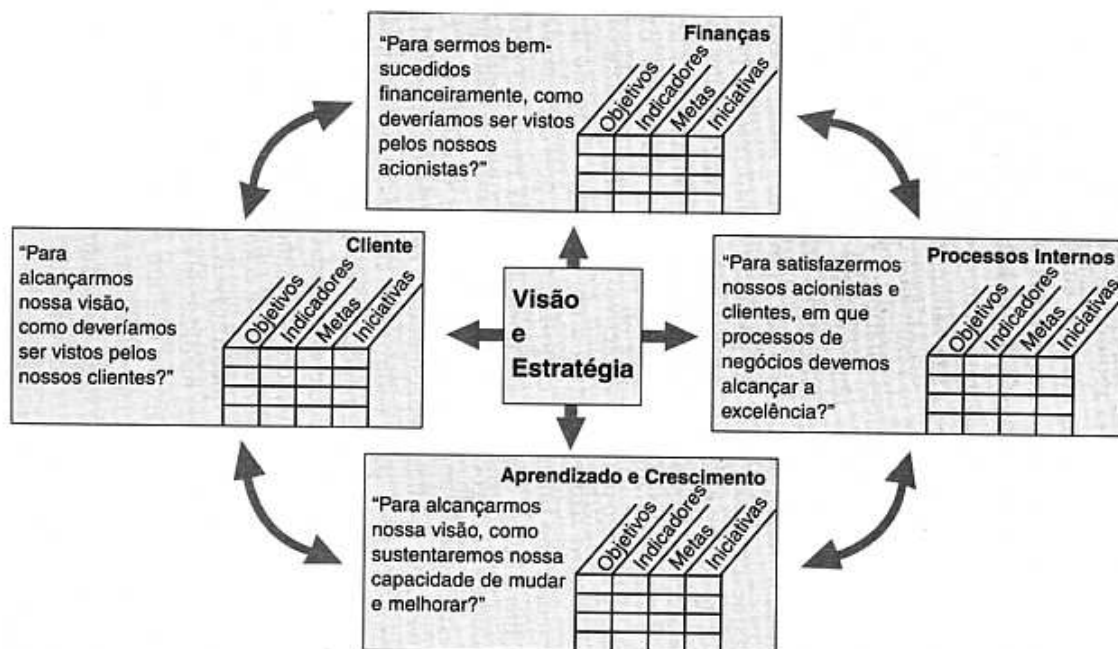 Finanças
“Para sermos bem-
sucedidos
financeiramente, como
deveríamos ser vistos
pelos nossos
acionistas?”
Objetivos
Indicadores
Metas
Iniciativas
Cliente
“Para
alcançarmos
nossa visão,
como deveríamos
ser vistos pelos
nossos clientes?”
Objetivos
Indicadores
Metas
Iniciativas
Visão
e
Estratégia
Processos Internos
“Para satisfazermos
nossos acionistas e
clientes, em que
processos de
negócios devemos
alcançar a
excelência?”
Objetivos
Indicadores
Metas
Iniciativas
Aprendizado e Crescimento
“Para alcançarmos
nossa visão, como
sustentaremos nossa
capacidade de mudar
e melhorar?”
Objetivos
Indicadores
Metas
Iniciativas